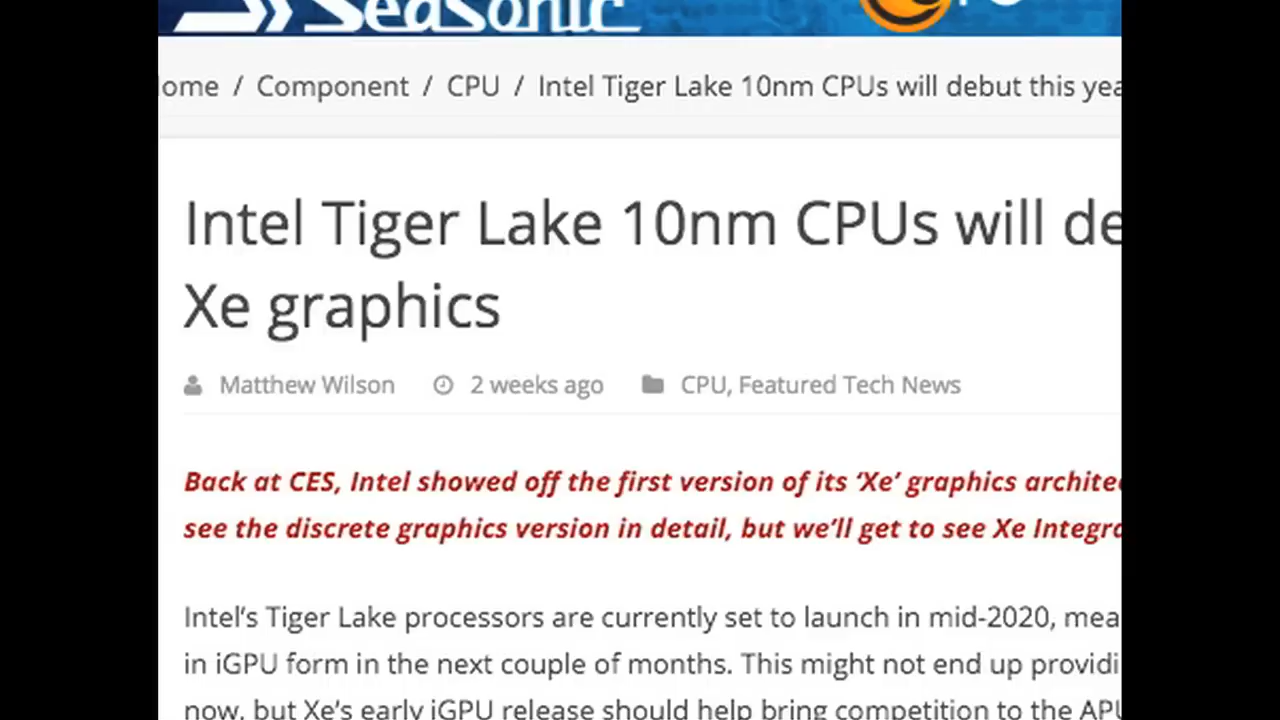 SeaSonic
ome / Component / CPU / Intel Tiger Lake 10nm CPUs will debut this yea
Intel Tiger Lake 10nm CPUs will de
Xe graphics
Matthew Wilson 2 weeks ago CPU, Featured Tech News
Back at CES, Intel showed off the first version of its ‘Xe’ graphics archite
see the discrete graphics version in detail, but we’ll get to see Xe Integra
Intel’s Tiger Lake processors are currently set to launch in mid-2020, mea
in iGPU form in the next couple of months. This might not end up providi
now, but Xe’s early iGPU release should help bring competition to the APU